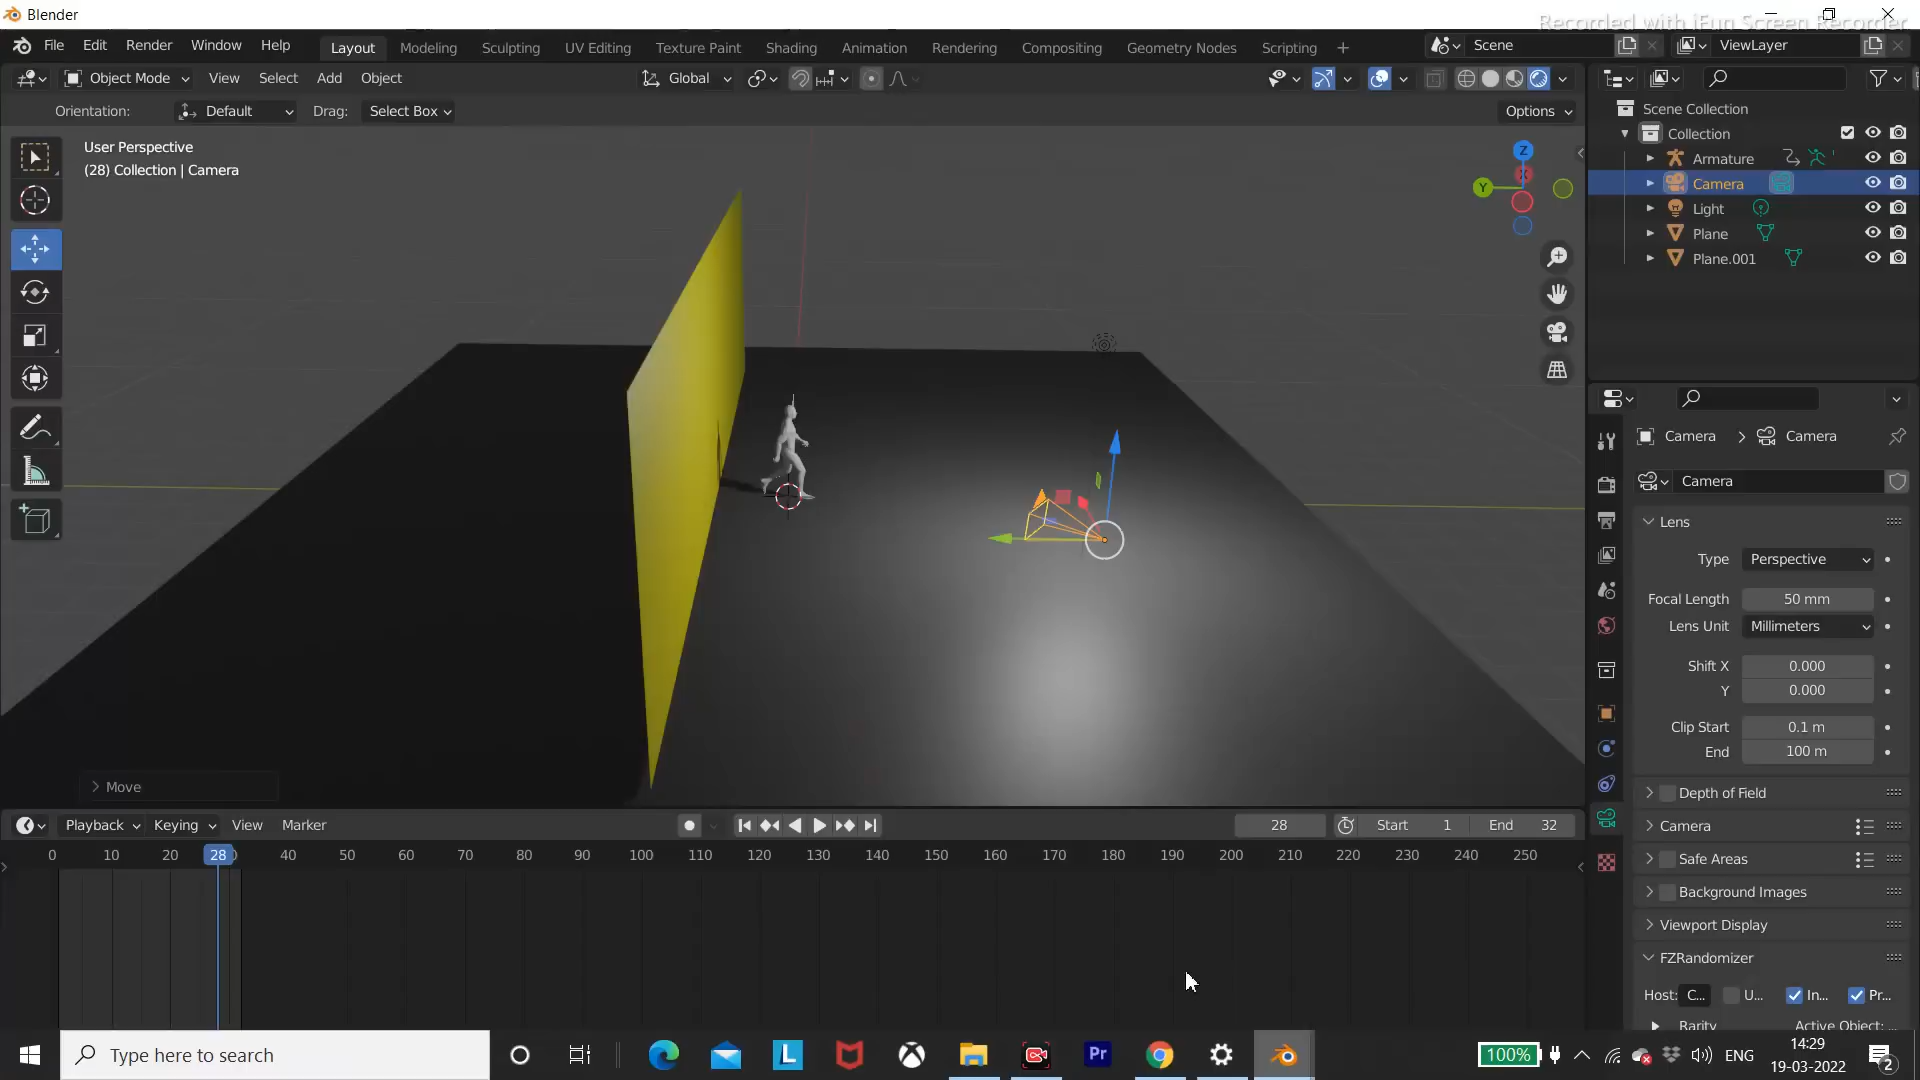 Blender
Recorded with iFun Screen Recorder
File Edit Render Window Help
Layout Modeling Sculpting UV Editing Texture Paint Shading Animation Rendering Compositing Geometry Nodes Scripting +
Scene
ViewLayer
Object Mode View Select Add Object
Global
Orientation: Default Drag: Select Box
Options
User Perspective
(28) Collection | Camera
Z
X
Y
Scene Collection
Collection
Armature
Camera
Light
Plane
Plane.001
Camera > Camera
Camera
Lens
Type Perspective
Focal Length 50 mm
Lens Unit Millimeters
Shift X 0.000
Y 0.000
Clip Start 0.1 m
End 100 m
Depth of Field
Camera
Safe Areas
Background Images
Viewport Display
FZRandomizer
Host: C... U... In... Pr...
Rarity Active Object: ...
Move
Playback Keying View Marker
28 Start 1 End 32
0 10 20 28 40 50 60 70 80 90 100 110 120 130 140 150 160 170 180 190 200 210 220 230 240 250
Type here to search
L
Pr
100%
ENG
14:29
19-03-2022
2